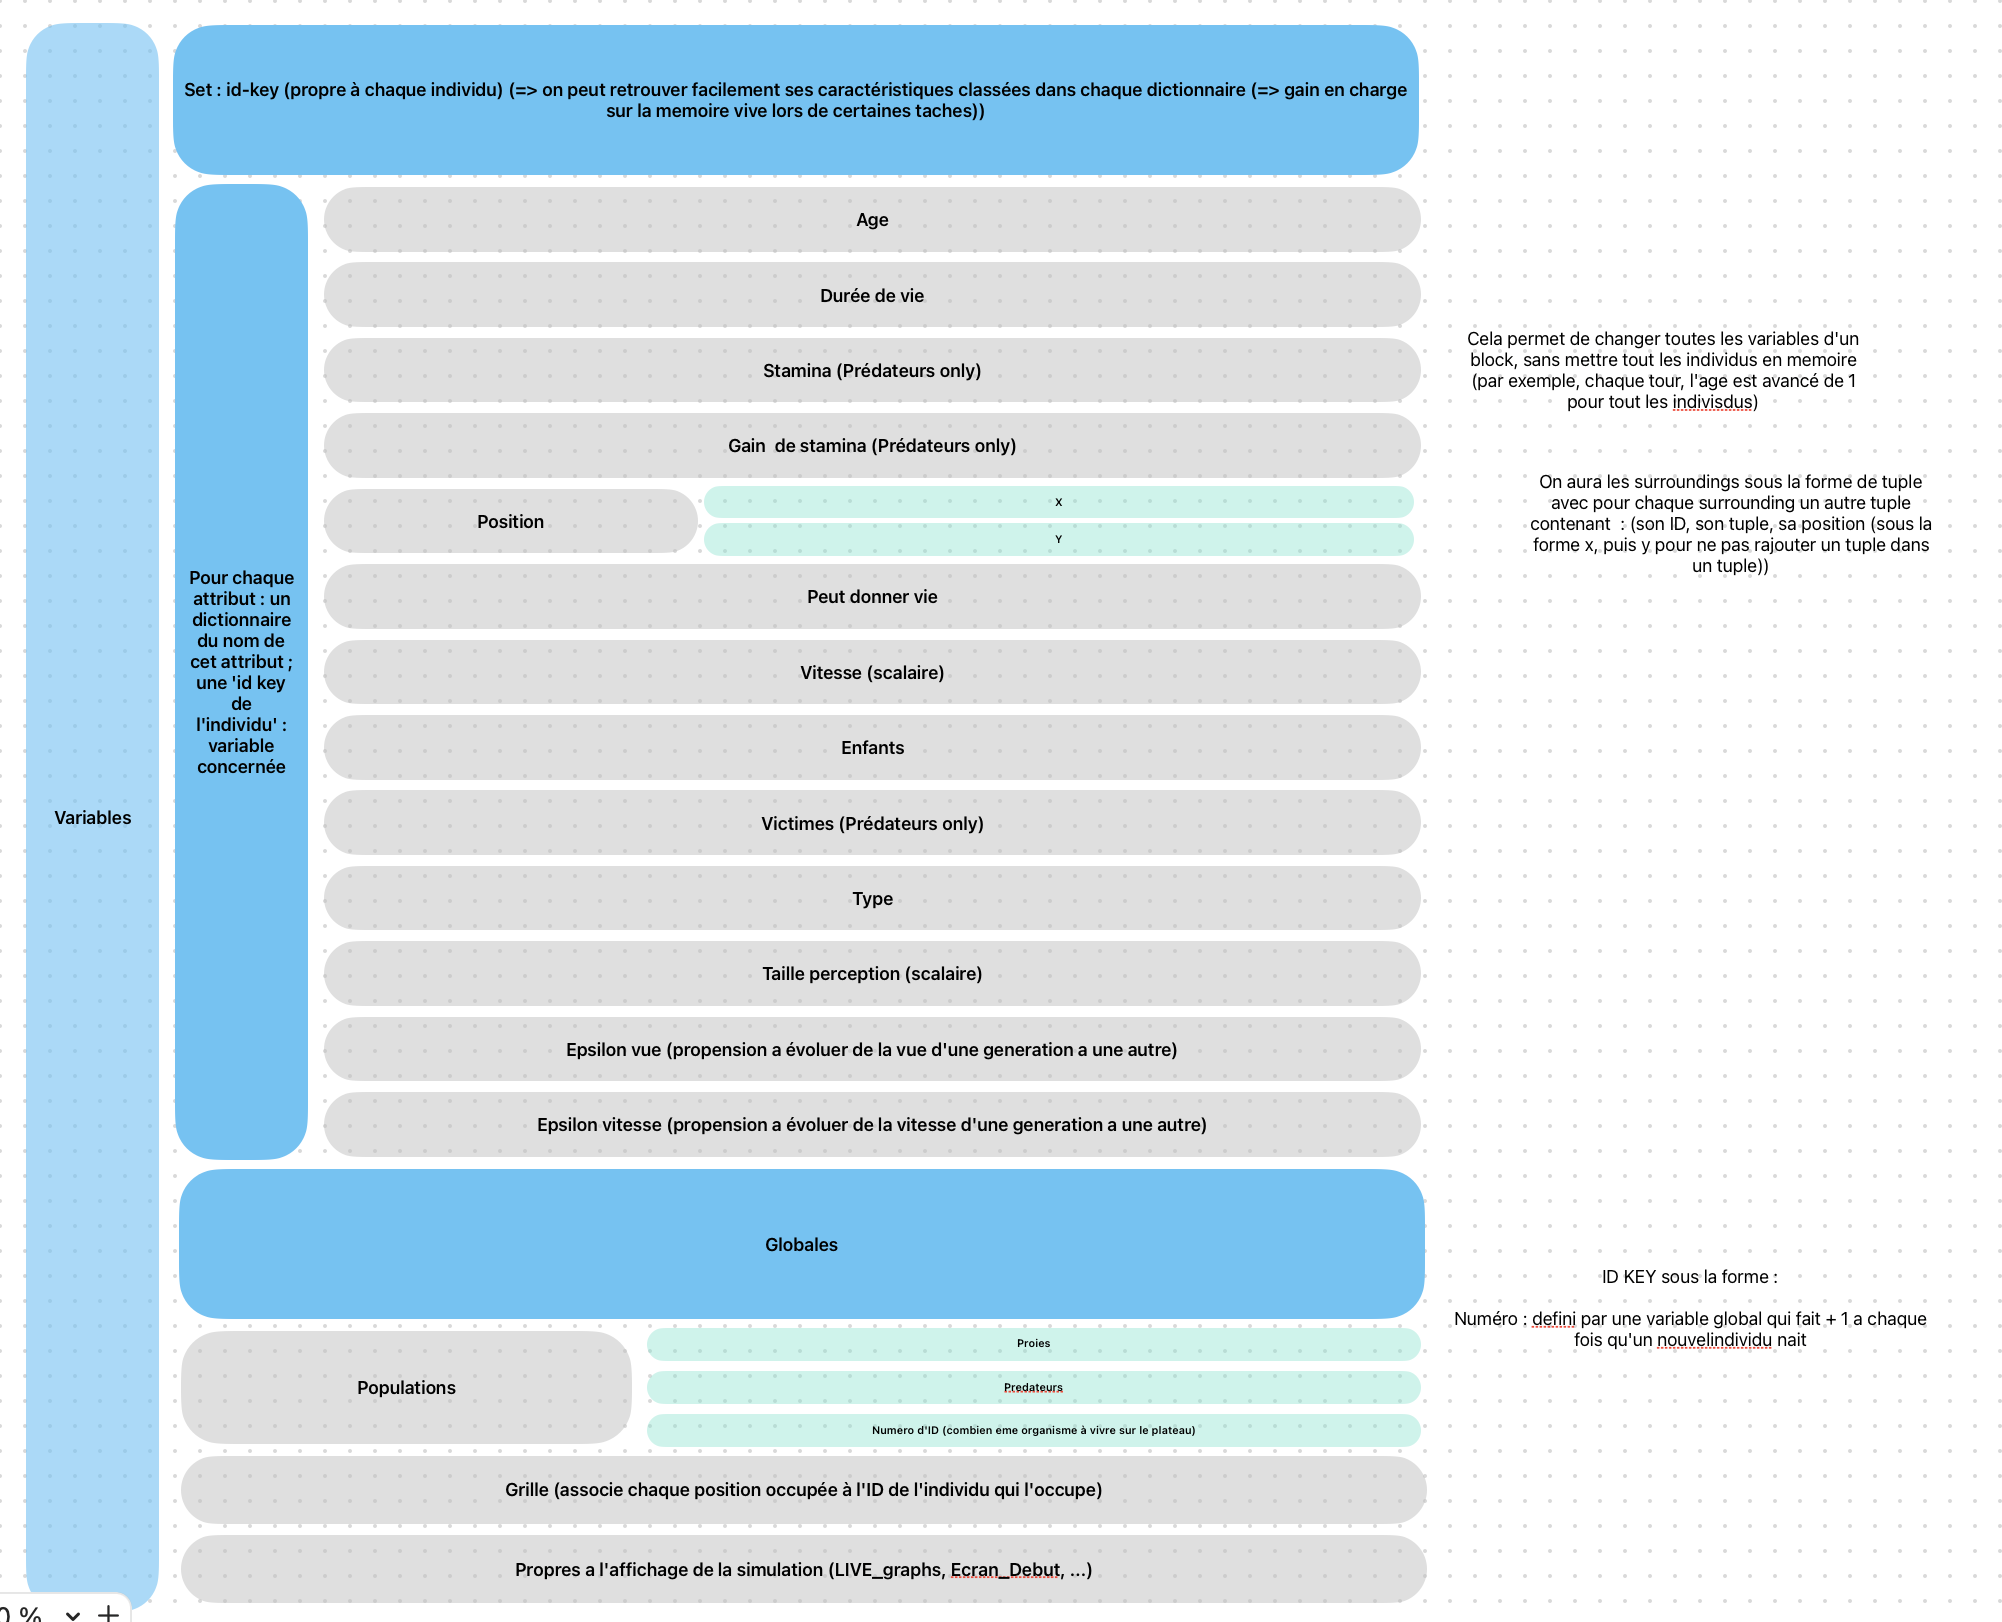 Set : id-key (propre à chaque individu) (=> on peut retrouver facilement ses caractéristiques classées dans chaque dictionnaire (=> gain en charge
sur la memoire vive lors de certaines taches))
Variables
Pour chaque
attribut : un
dictionnaire
du nom de
cet attribut ;
une 'id key
de
l'individu' :
variable
concernée
Age
Durée de vie
Stamina (Prédateurs only)
Gain  de stamina (Prédateurs only)
Position
X
Y
Peut donner vie
Vitesse (scalaire)
Enfants
Victimes (Prédateurs only)
Type
Taille perception (scalaire)
Epsilon vue (propension a évoluer de la vue d'une generation a une autre)
Epsilon vitesse (propension a évoluer de la vitesse d'une generation a une autre)
Cela permet de changer toutes les variables d'un
block, sans mettre tout les individus en memoire
(par exemple, chaque tour, l'age est avancé de 1
pour tout les indivisdus)
On aura les surroundings sous la forme de tuple
avec pour chaque surrounding un autre tuple
contenant  : (son ID, son tuple, sa position (sous la
forme x, puis y pour ne pas rajouter un tuple dans
un tuple))
Globales
Populations
Proies
Predateurs
Numéro d'ID (combien eme organisme à vivre sur le plateau)
Grille (associe chaque position occupée à l'ID de l'individu qui l'occupe)
Propres a l'affichage de la simulation (LIVE_graphs, Ecran_Debut, ...)
ID KEY sous la forme :
Numéro : defini par une variable global qui fait + 1 a chaque
fois qu'un nouvelindividu nait
0 %